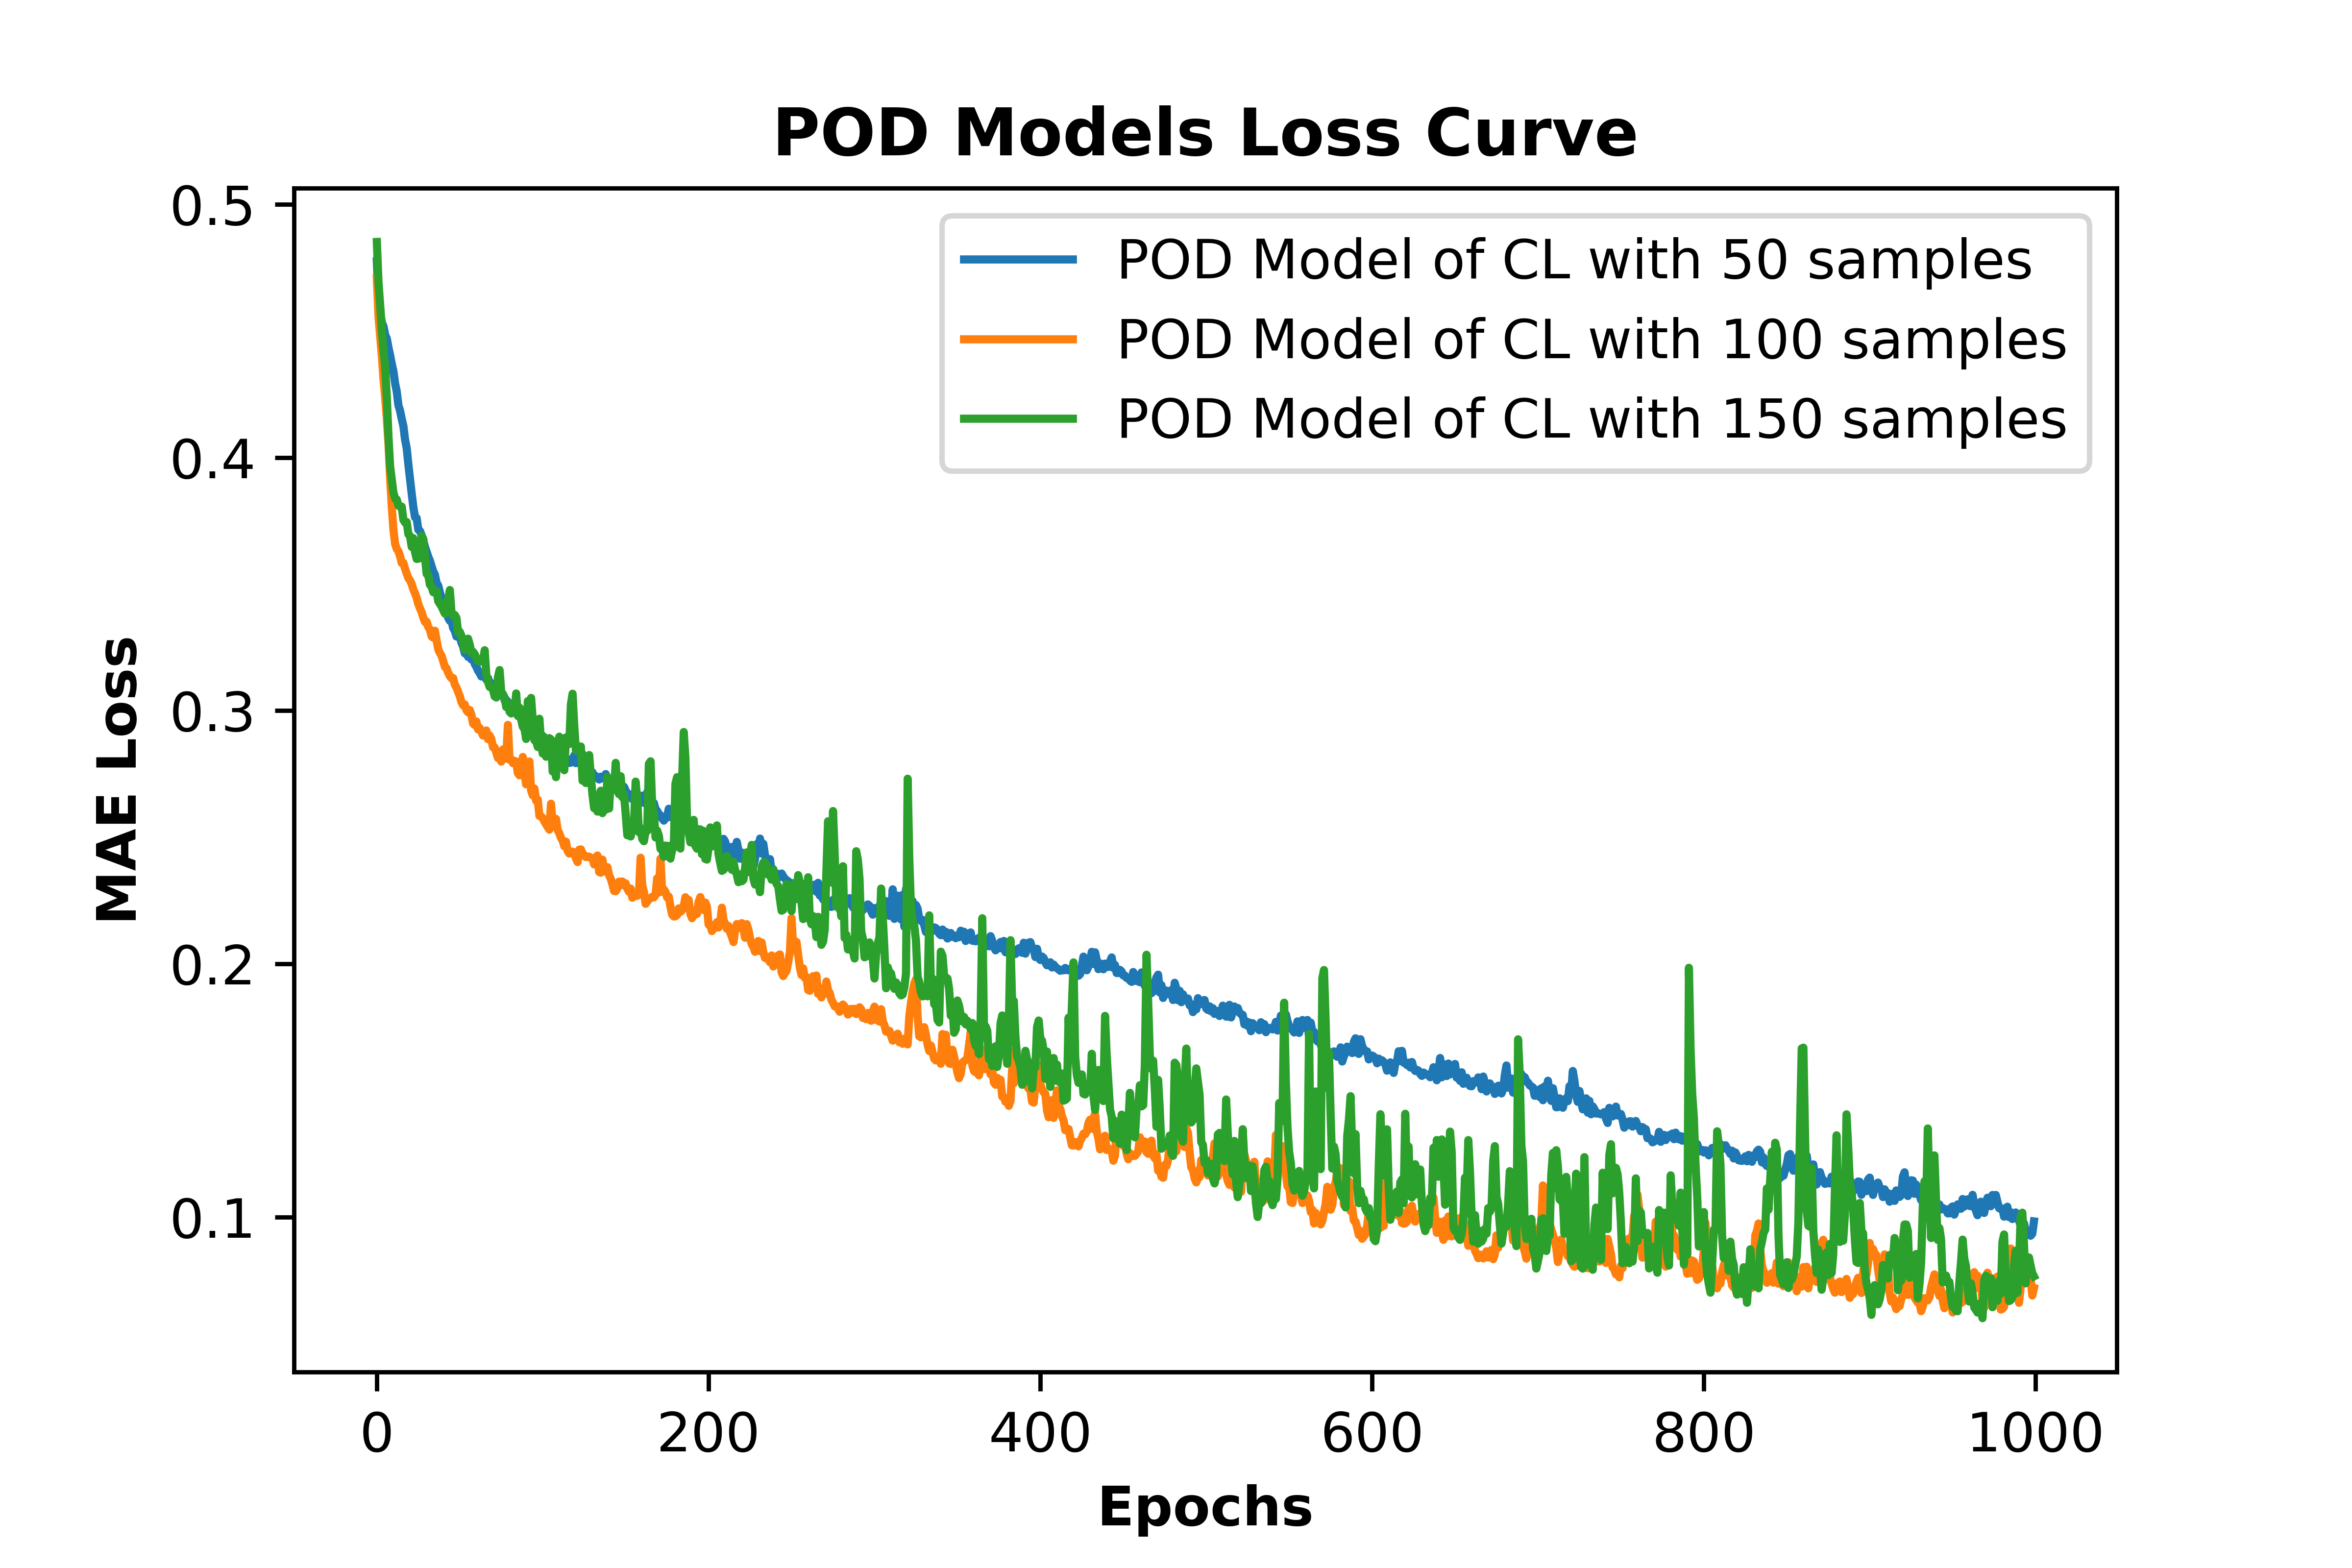 POD Models Loss Curve
POD Model of CL with 50 samples
POD Model of CL with 100 samples
POD Model of CL with 150 samples
MAE Loss
0.5
0.4
0.3
0.2
0.1
0 200 400 600 800 1000
Epochs